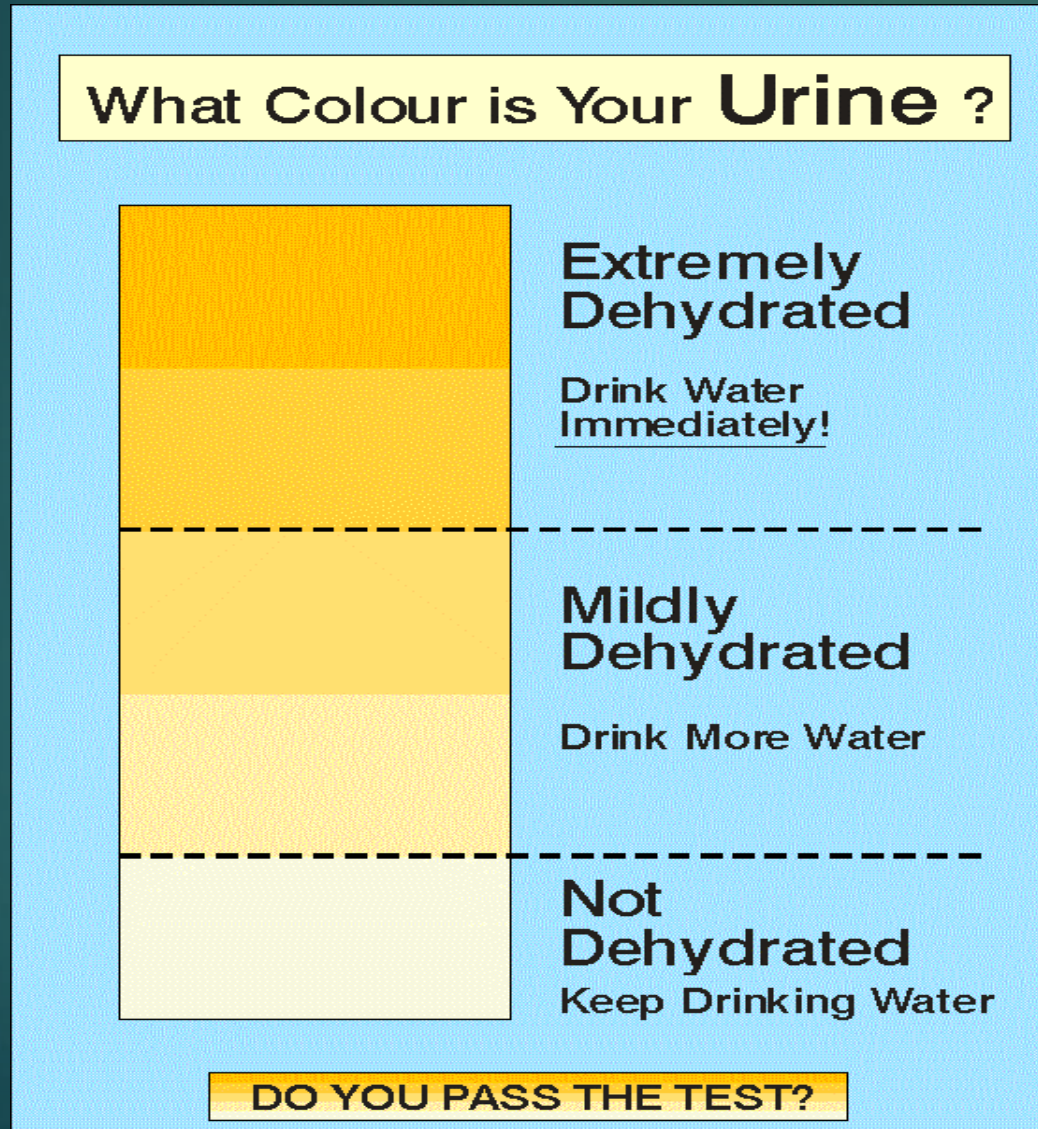 What Colour is Your Urine ?
Extremely
Dehydrated
Drink Water
Immediately!
Mildly
Dehydrated
Drink More Water
Not
Dehydrated
Keep Drinking Water
DO YOU PASS THE TEST?